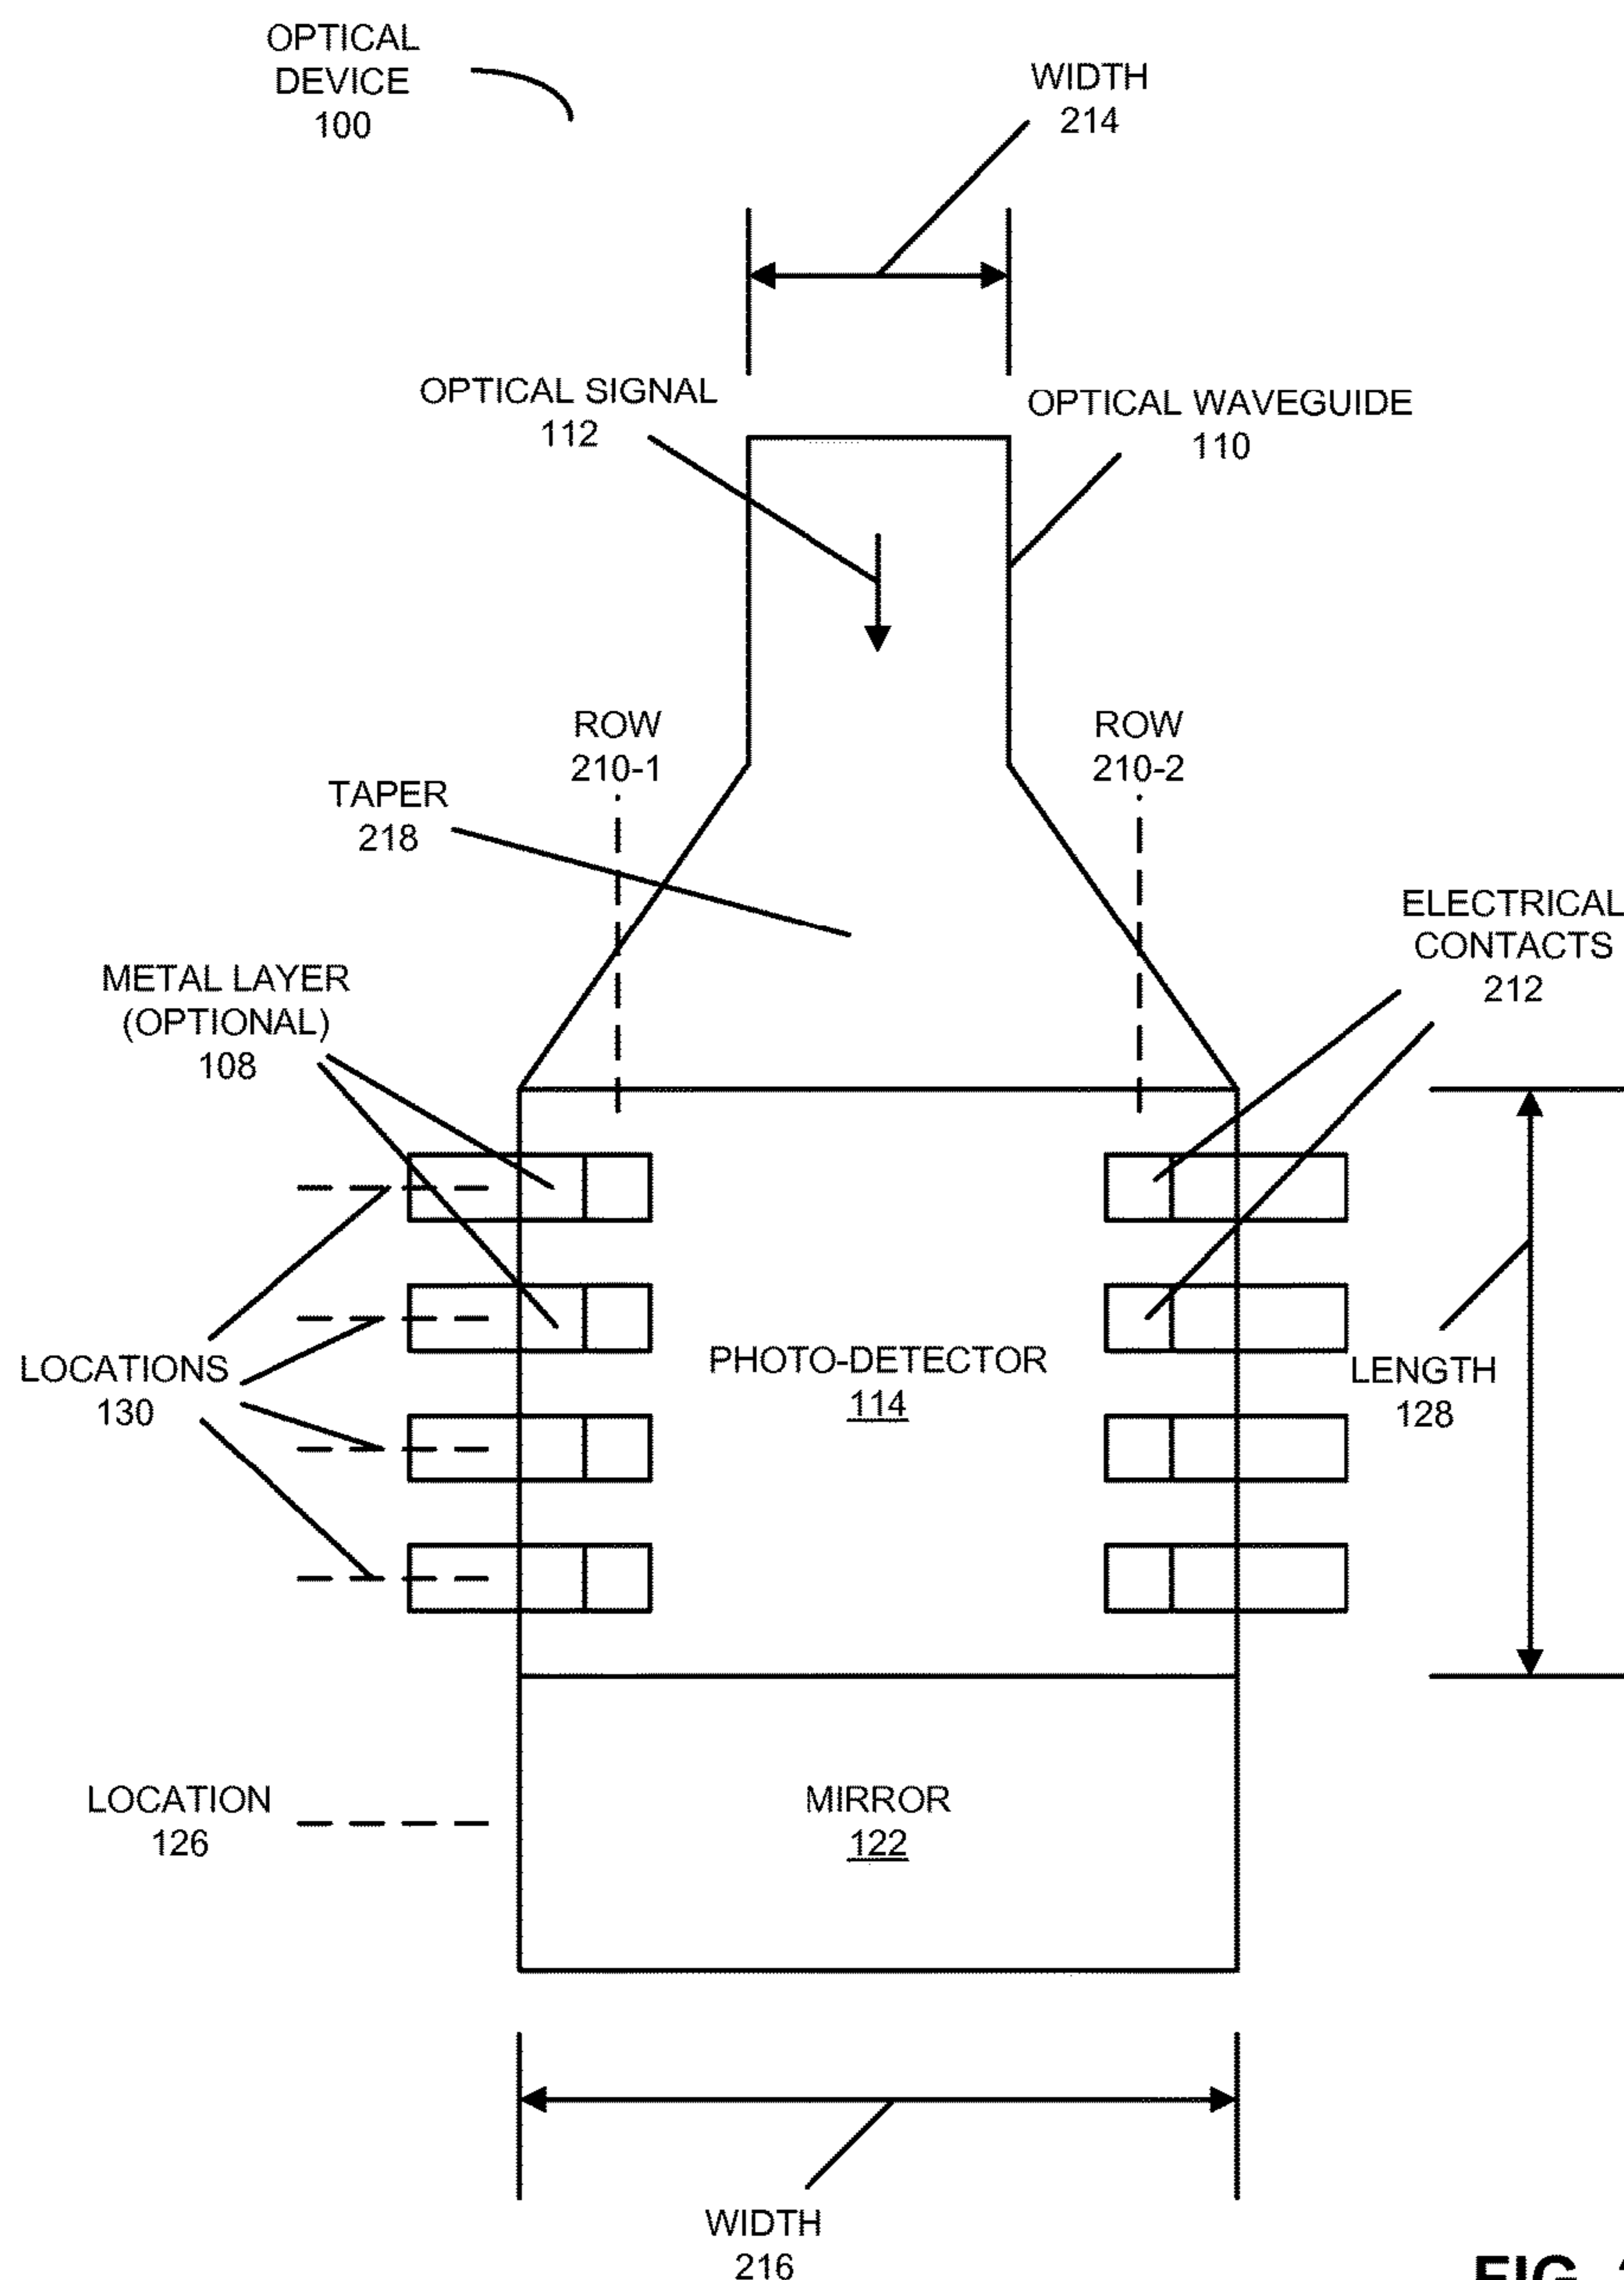 OPTICAL
DEVICE
100
WIDTH
214
OPTICAL SIGNAL
112
OPTICAL WAVEGUIDE
110
ROW
210-1
ROW
210-2
TAPER
218
ELECTRICAL
CONTACTS
212
METAL LAYER
(OPTIONAL)
108
LOCATIONS
130
PHOTO-DETECTOR
114
LENGTH
128
LOCATION
126
MIRROR
122
WIDTH
216
FIG.